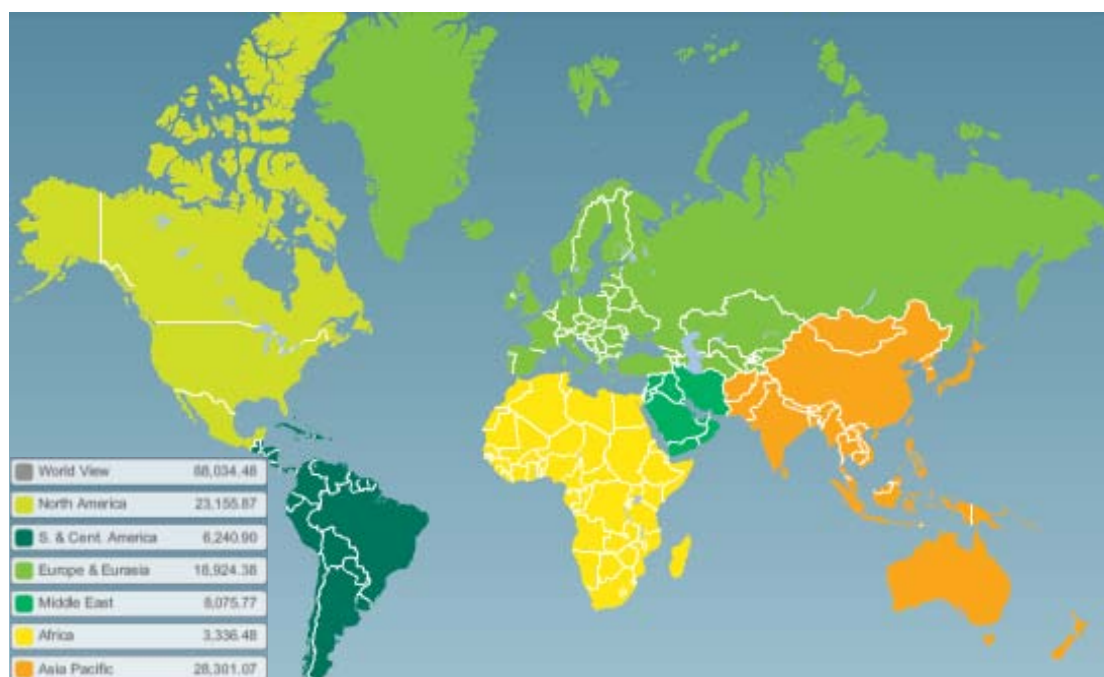 World View 88,034.48
North America 23,155.87
S. & Cent. America 6,240.90
Europe & Eurasia 18,924.38
Middle East 8,075.77
Africa 3,336.48
Asia Pacific 28,301.07